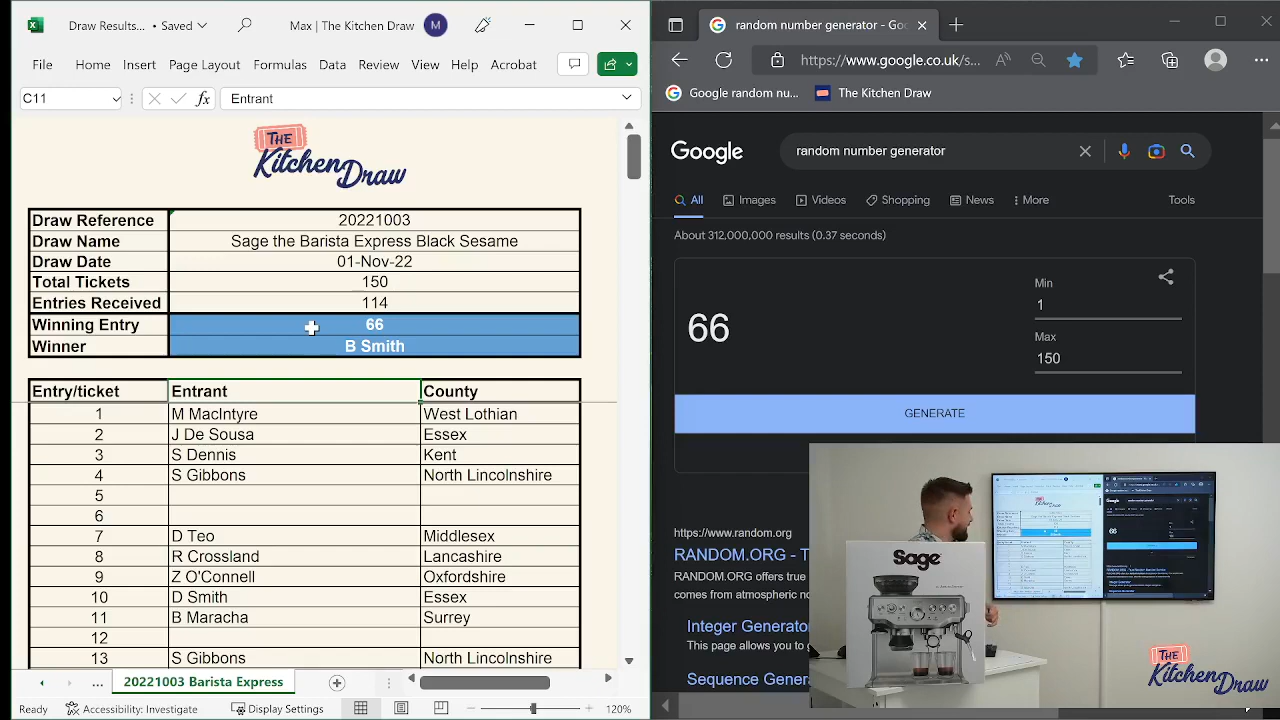 Draw Results... • Saved
Max | The Kitchen Draw
M
File Home Insert Page Layout Formulas Data Review View Help Acrobat
C11
fx
Entrant
THE
Kitchen Draw
Draw Reference 20221003
Draw Name Sage the Barista Express Black Sesame
Draw Date 01-Nov-22
Total Tickets 150
Entries Received 114
Winning Entry 66
Winner B Smith
Entry/ticket Entrant County
1 M MacIntyre West Lothian
2 J De Sousa Essex
3 S Dennis Kent
4 S Gibbons North Lincolnshire
5
6
7 D Teo Middlesex
8 R Crossland Lancashire
9 Z O'Connell Oxfordshire
10 D Smith Essex
11 B Maracha Surrey
12
13 S Gibbons North Lincolnshire
... 20221003 Barista Express
Ready Accessibility: Investigate Display Settings 120%
random number generator - Goo
https://www.google.co.uk/s...
Google random nu... The Kitchen Draw
Google random number generator
All Images Videos Shopping News More Tools
About 312,000,000 results (0.37 seconds)
Min
1
66
Max
150
GENERATE
https://www.random.org
RANDOM.ORG - T
RANDOM.ORG offers true
comes from atmospheric no
Integer Generato
This page allows you to g
Sequence Genera
Sage
66
THE
Kitchen Draw